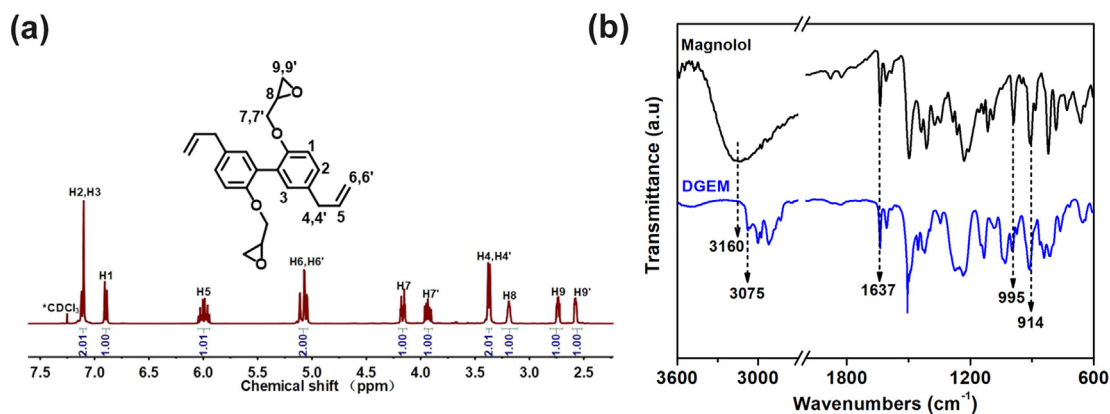 (a)
9,9'
8
O
7,7'
O
1
2
6,6'
3
5
4,4'
O
O
H2,H3
H1
*CDCl3
H5
H6,H6'
H7
H7'
H4,H4'
H8
H9
H9'
2.01
1.00
1.01
2.00
1.00
1.00
2.01
1.00
1.00
1.00
7.5 7.0 6.5 6.0 5.5 5.0 4.5 4.0 3.5 3.0 2.5
Chemical shift （ppm）
(b)
Magnolol
DGEM
3160
3075
1637
995
914
Transmittance (a.u)
3600 3000 1800 1200 600
Wavenumbers (cm-1)